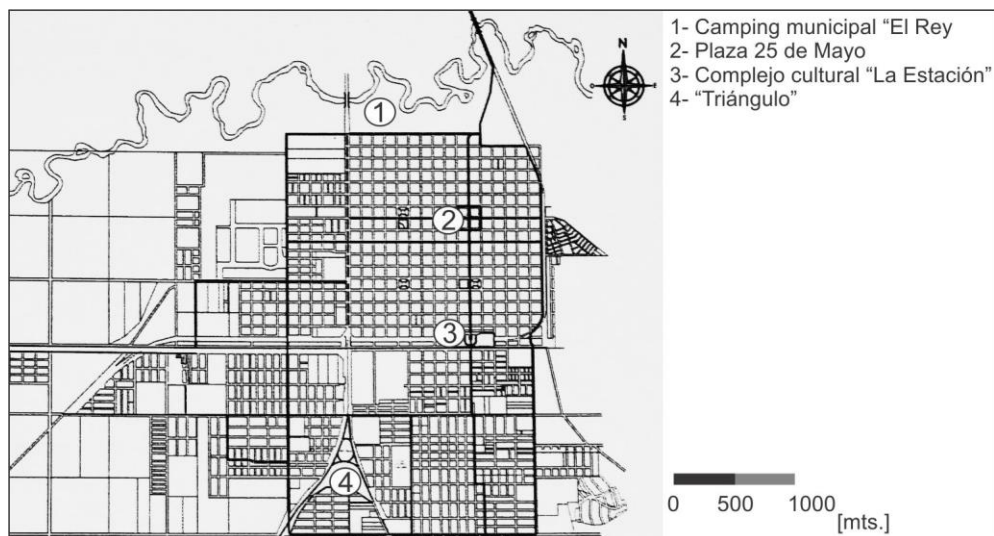 1- Camping municipal “El Rey
2- Plaza 25 de Mayo
3- Complejo cultural “La Estación”
4- “Triángulo”
N
O
E
S
1
2
3
4
0 500 1000
[mts.]